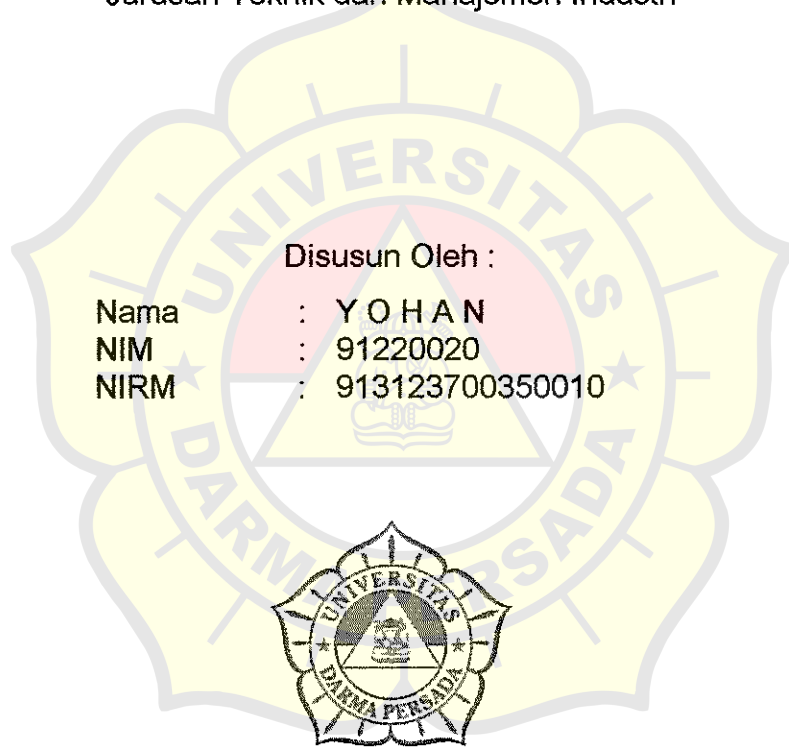 Jurusan Teknik dan Manajemen Industri
UNIVERSITAS
DARMA PERSADA
Disusun Oleh :
Nama : Y O H A N
NIM : 91220020
NIRM : 913123700350010
UNIVERSITAS
DARMA PERSADA